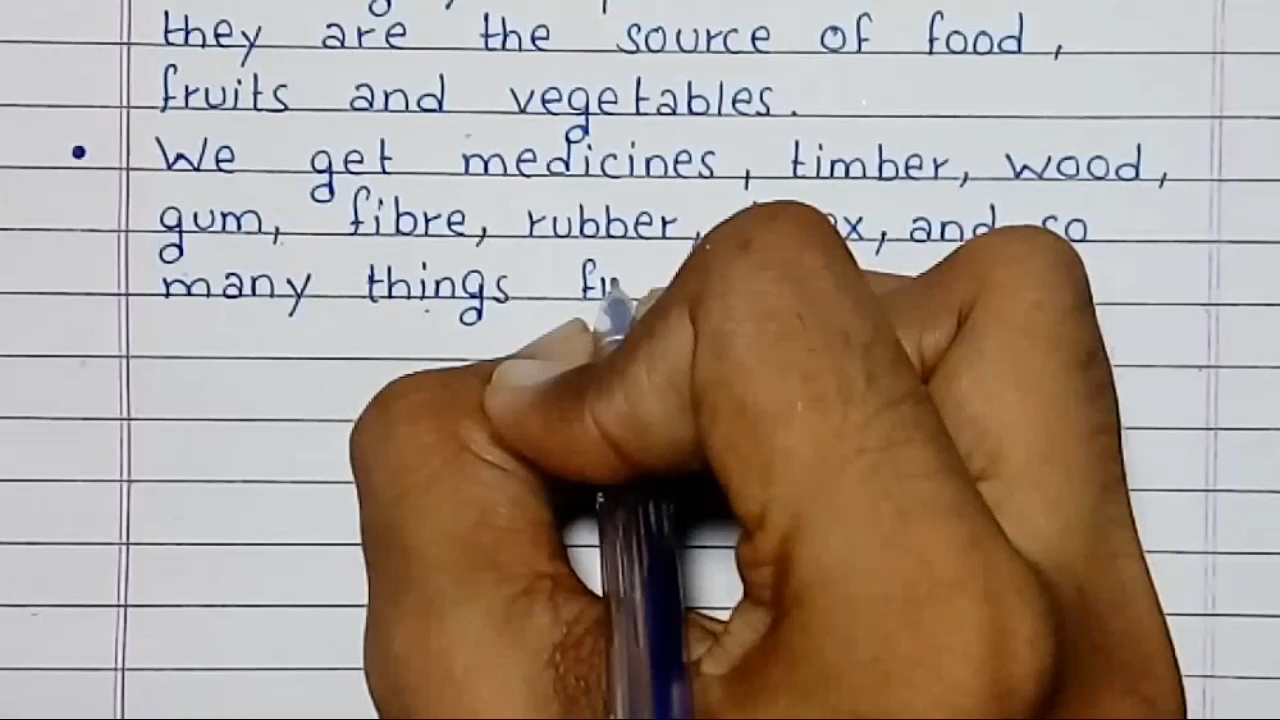 they are the source of food,
fruits and vegetables.
• We get medicines, timber, wood,
gum, fibre, rubber, and so
many things